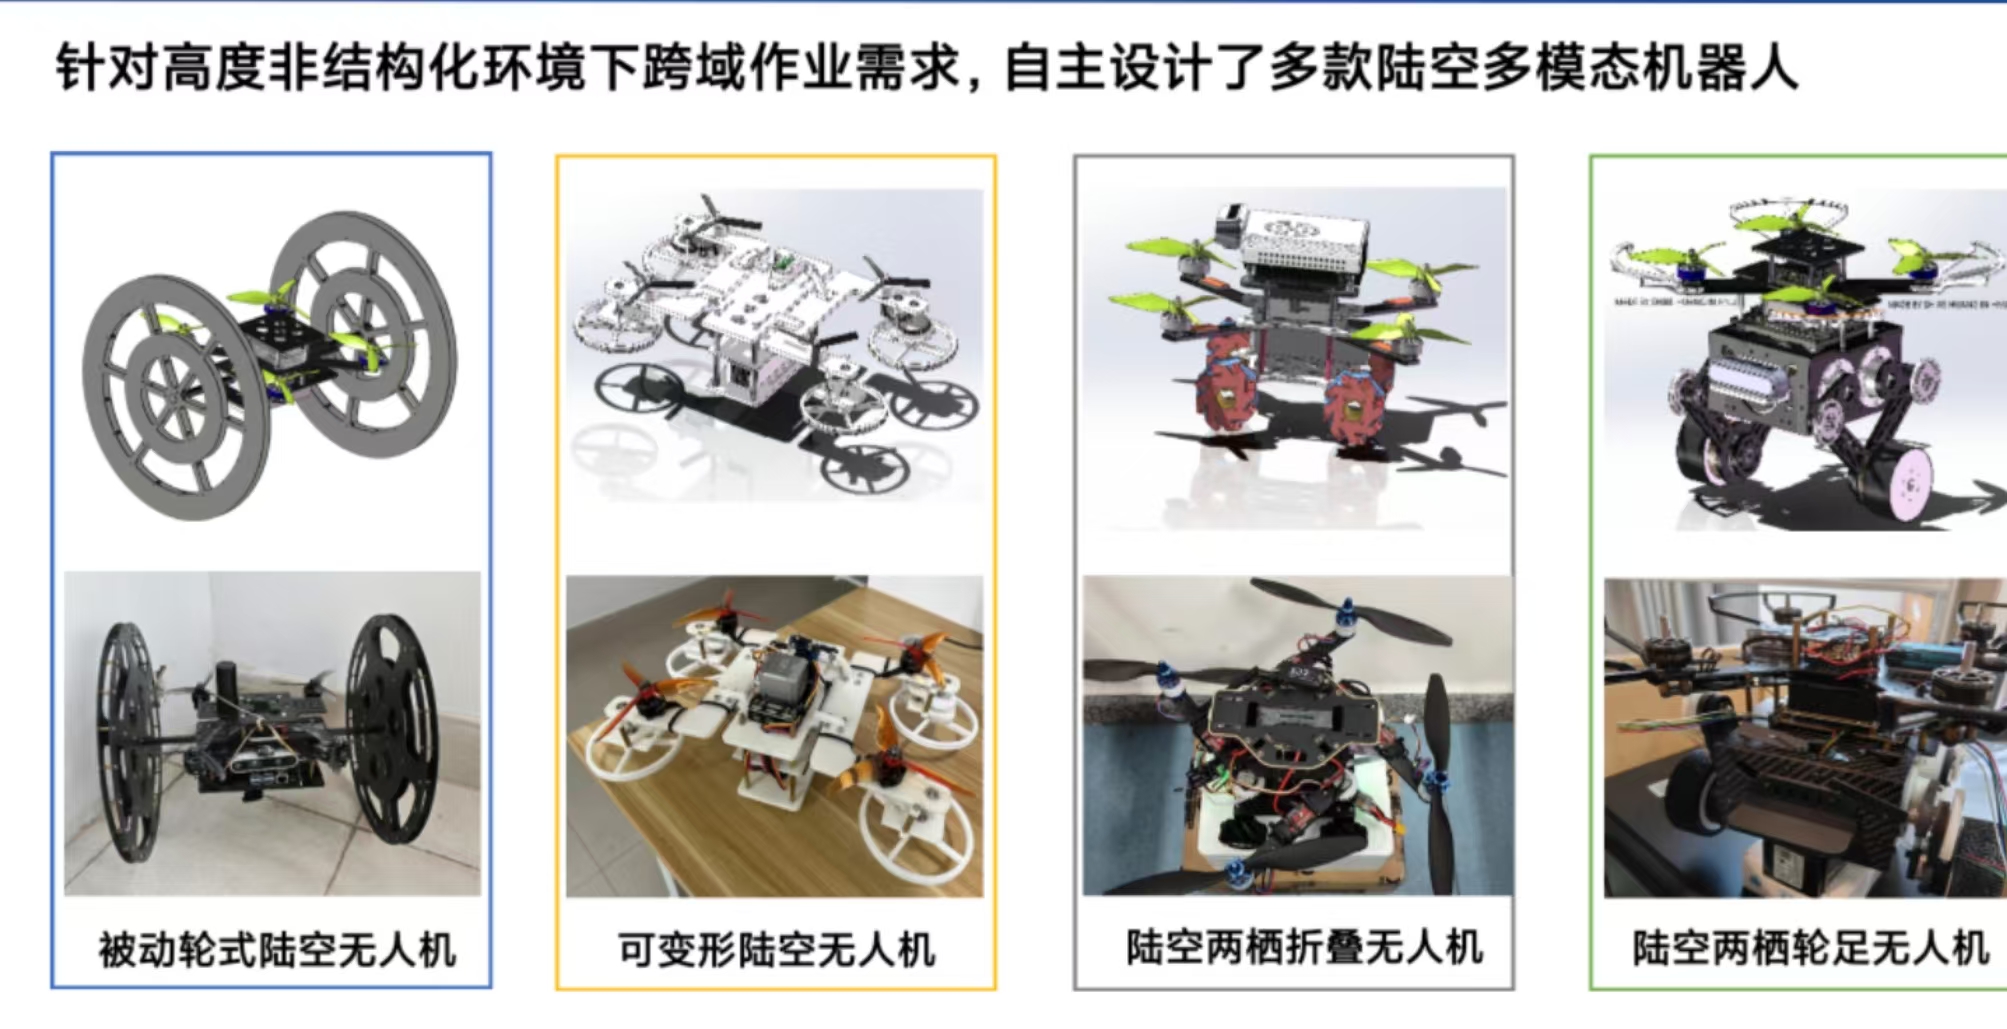 针对高度非结构化环境下跨域作业需求，自主设计了多款陆空多模态机器人
被动轮式陆空无人机
可变形陆空无人机
陆空两栖折叠无人机
陆空两栖轮足无人机